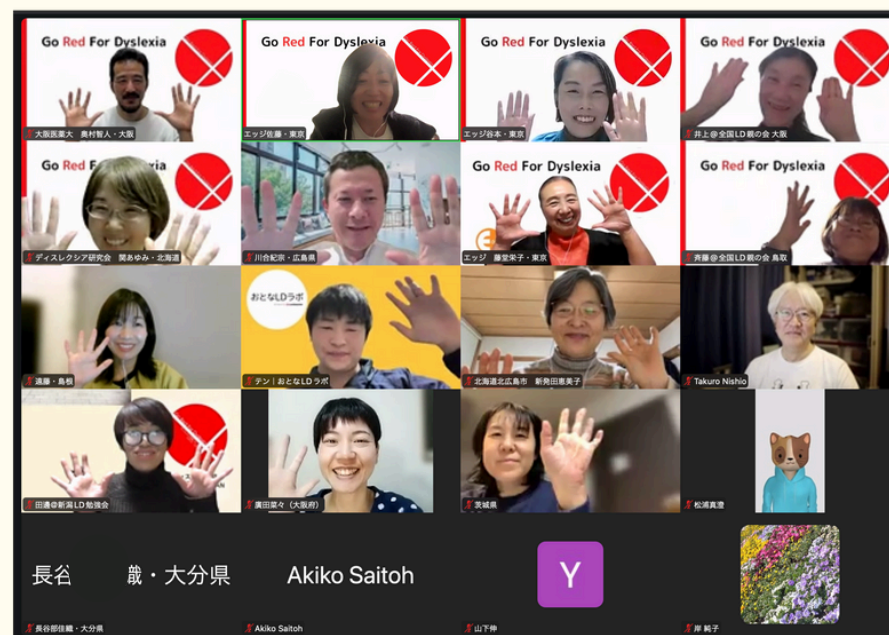 Go Red For Dyslexia
大阪医薬大 奥村智人・大阪
Go Red For Dyslexia
エッジ佐藤・東京
Go Red For Dyslexia
エッジ谷本・東京
Go Red For Dyslexia
井上@全国LD親の会 大阪
Go Red For Dyslexia
ディスレクシア研究会 関あゆみ・北海道
川合紀宗・広島県
Go Red For Dyslexia
エッジ 藤堂栄子・東京
Go Red For Dyslexia
斉藤@全国LD親の会 鳥取
遠藤・島根
おとなLDラボ
テン｜おとなLDラボ
北海道北広島市 新発田恵美子
Takuro Nishio
田邊@新潟LD勉強会
廣田菜々（大阪府）
茨城県
松浦真澄
長谷 織・大分県
長谷部佳織・大分県
Akiko Saitoh
Akiko Saitoh
Y
山下伸
岸 純子